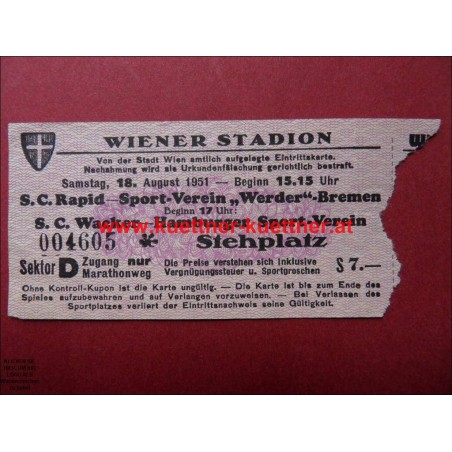 WIENER STADION
Von der Stadt Wien amtlich aufgelegte Eintrittskarte.
Nachahmung wird als Urkundenfälschung gerichtlich bestraft.
Samstag, 18. August 1951 — Beginn 15.15 Uhr
S.C. Rapid—Sport-Verein „Werder"-Bremen
Beginn 17 Uhr:
S. C. Wacker—Hamburger Sport-Verein
www.kuettner-kuettner.at
004605 * Stehplatz
Sektor D Zugang nur Marathonweg
Die Preise verstehen sich inklusive
Vergnügungssteuer u. Sportgroschen
S 7.—
Ohne Kontroll-Kupon ist die Karte ungültig. — Die Karte ist bis zum Ende des
Spieles aufzubewahren und auf Verlangen vorzuweisen. — Bei Verlassen des
Sportplatzes verliert der Eintrittsnachweis seine Gültigkeit.